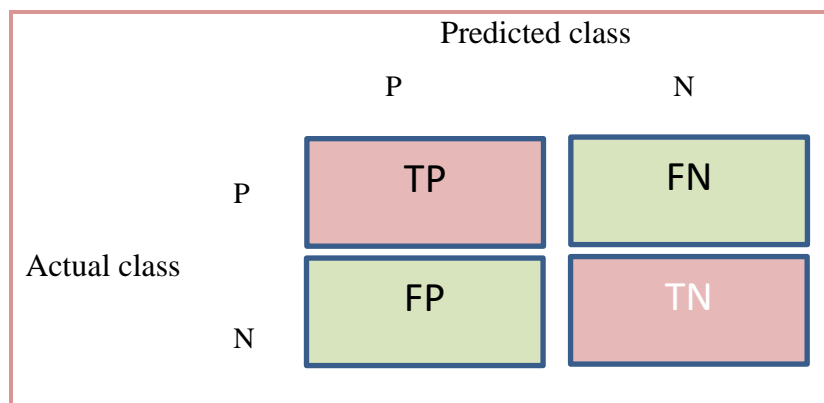 Predicted class
P N
P TP FN
Actual class
FP TN
N